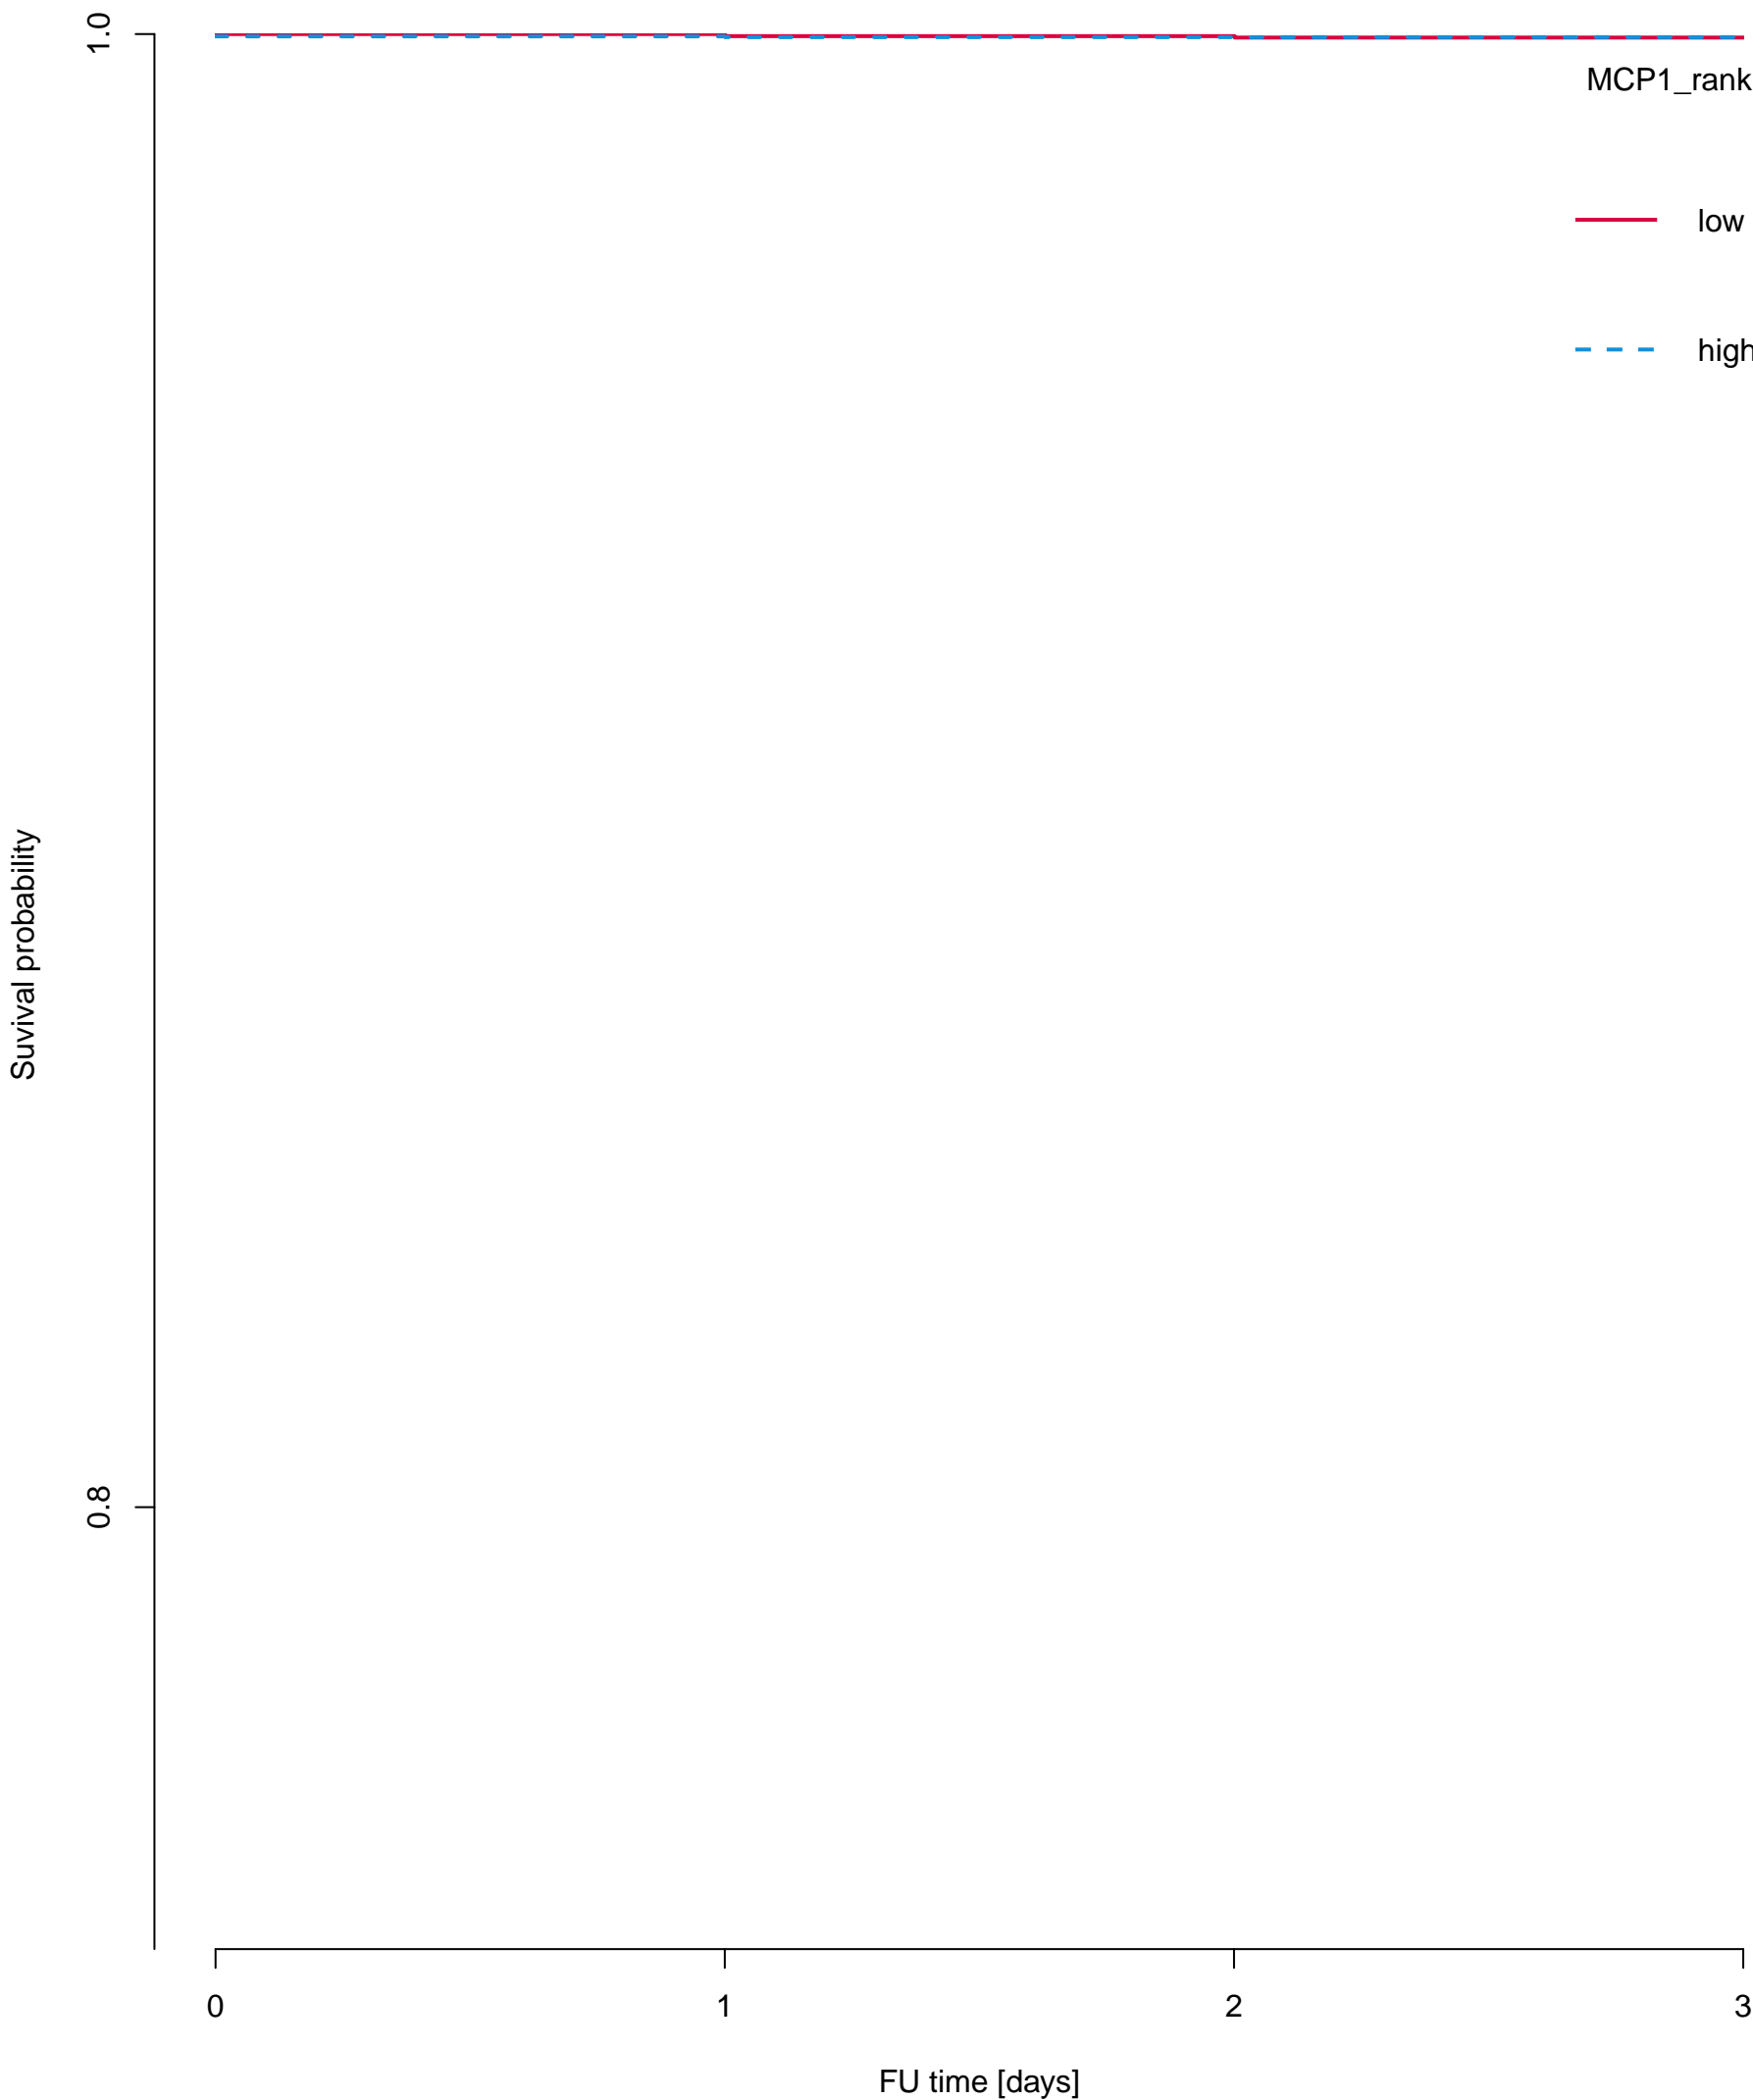 1.0
MCP1_rank
low
high
Suvival probability
0.8
0 1 2 3
FU time [days]